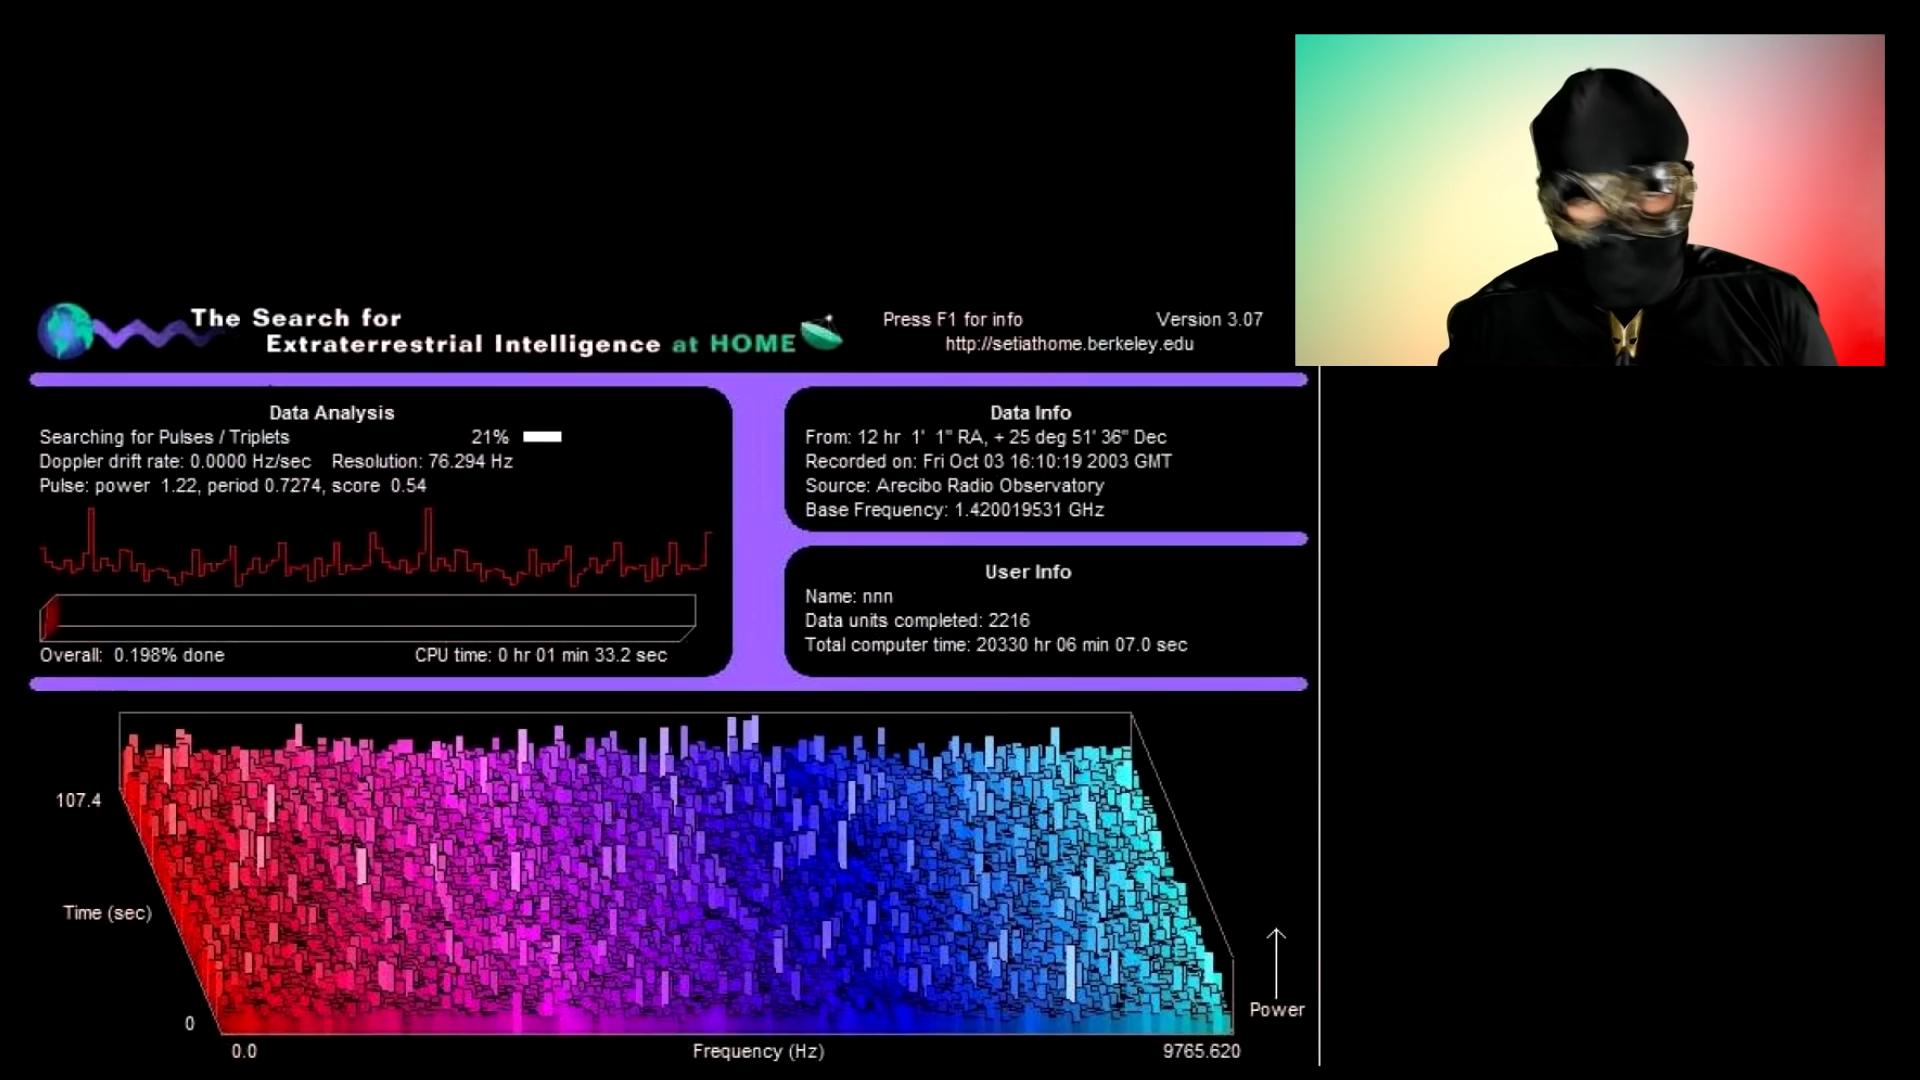 The Search for
Extraterrestrial Intelligence at HOME
Press F1 for info Version 3.07
http://setiathome.berkeley.edu
Data Analysis
Searching for Pulses / Triplets 21%
Doppler drift rate: 0.0000 Hz/sec Resolution: 76.294 Hz
Pulse: power 1.22, period 0.7274, score 0.54
Overall: 0.198% done CPU time: 0 hr 01 min 33.2 sec
Data Info
From: 12 hr 1' 1" RA, + 25 deg 51' 36" Dec
Recorded on: Fri Oct 03 16:10:19 2003 GMT
Source: Arecibo Radio Observatory
Base Frequency: 1.420019531 GHz
User Info
Name: nnn
Data units completed: 2216
Total computer time: 20330 hr 06 min 07.0 sec
107.4
Time (sec)
0
Power
0.0 Frequency (Hz) 9765.620